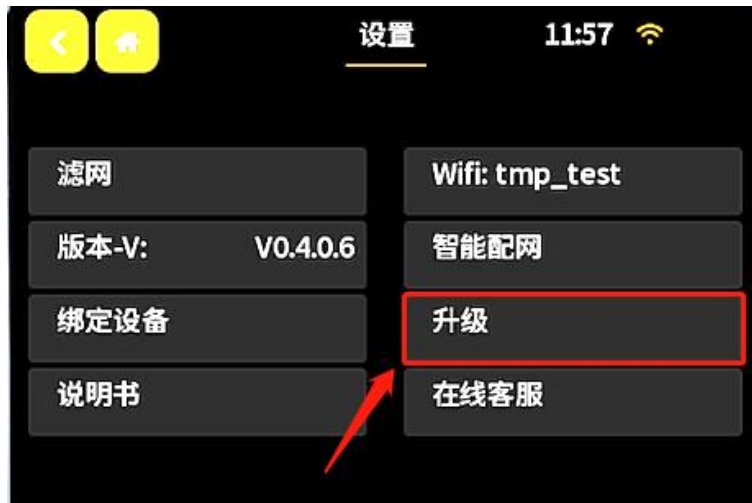 设置 11:57
滤网
Wifi: tmp_test
版本-V: V0.4.0.6
智能配网
绑定设备
升级
说明书
在线客服